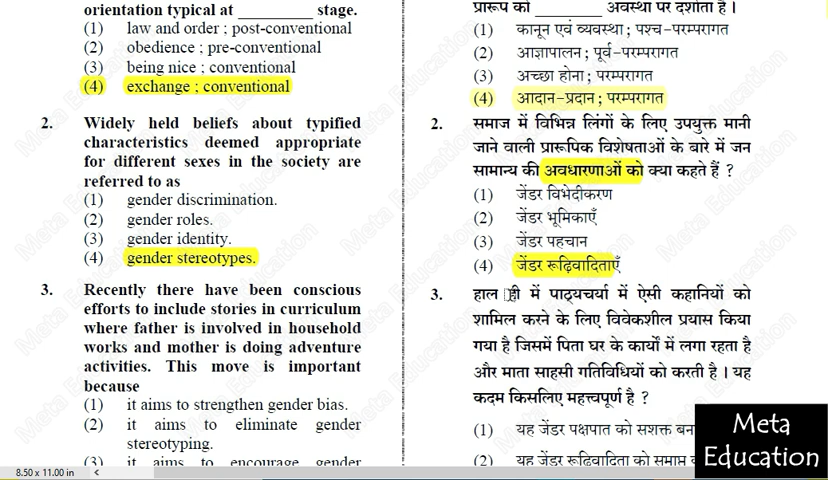 orientation typical at __________ stage.
(1) law and order ; post-conventional
(2) obedience ; pre-conventional
(3) being nice ; conventional
(4) exchange ; conventional
2. Widely held beliefs about typified
characteristics deemed appropriate
for different sexes in the society are
referred to as
(1) gender discrimination.
(2) gender roles.
(3) gender identity.
(4) gender stereotypes.
3. Recently there have been conscious
efforts to include stories in curriculum
where father is involved in household
works and mother is doing adventure
activities. This move is important
because
(1) it aims to strengthen gender bias.
(2) it aims to eliminate gender
stereotyping.
(3) it aims to encourage gender
प्रारूप को _________ अवस्था पर दर्शाता है ।
(1) कानून एवं व्यवस्था ; पश्च-परम्परागत
(2) आज्ञापालन ; पूर्व-परम्परागत
(3) अच्छा होना ; परम्परागत
(4) आदान-प्रदान ; परम्परागत
2. समाज में विभिन्न लिंगों के लिए उपयुक्त मानी
जाने वाली प्रारूपिक विशेषताओं के बारे में जन
सामान्य की अवधारणाओं को क्या कहते हैं ?
(1) जेंडर विभेदीकरण
(2) जेंडर भूमिकाएँ
(3) जेंडर पहचान
(4) जेंडर रूढ़िवादिताएँ
3. हाल ही में पाठ्यचर्या में ऐसी कहानियों को
शामिल करने के लिए विवेकशील प्रयास किया
गया है जिसमें पिता घर के कार्यों में लगा रहता है
और माता साहसी गतिविधियों को करती है । यह
कदम किसलिए महत्त्वपूर्ण है ?
(1) यह जेंडर पक्षपात को सशक्त
(2) यह जेंडर रूढ़िवादिता को समाप्त
Meta
Education
8.50 x 11.00 in